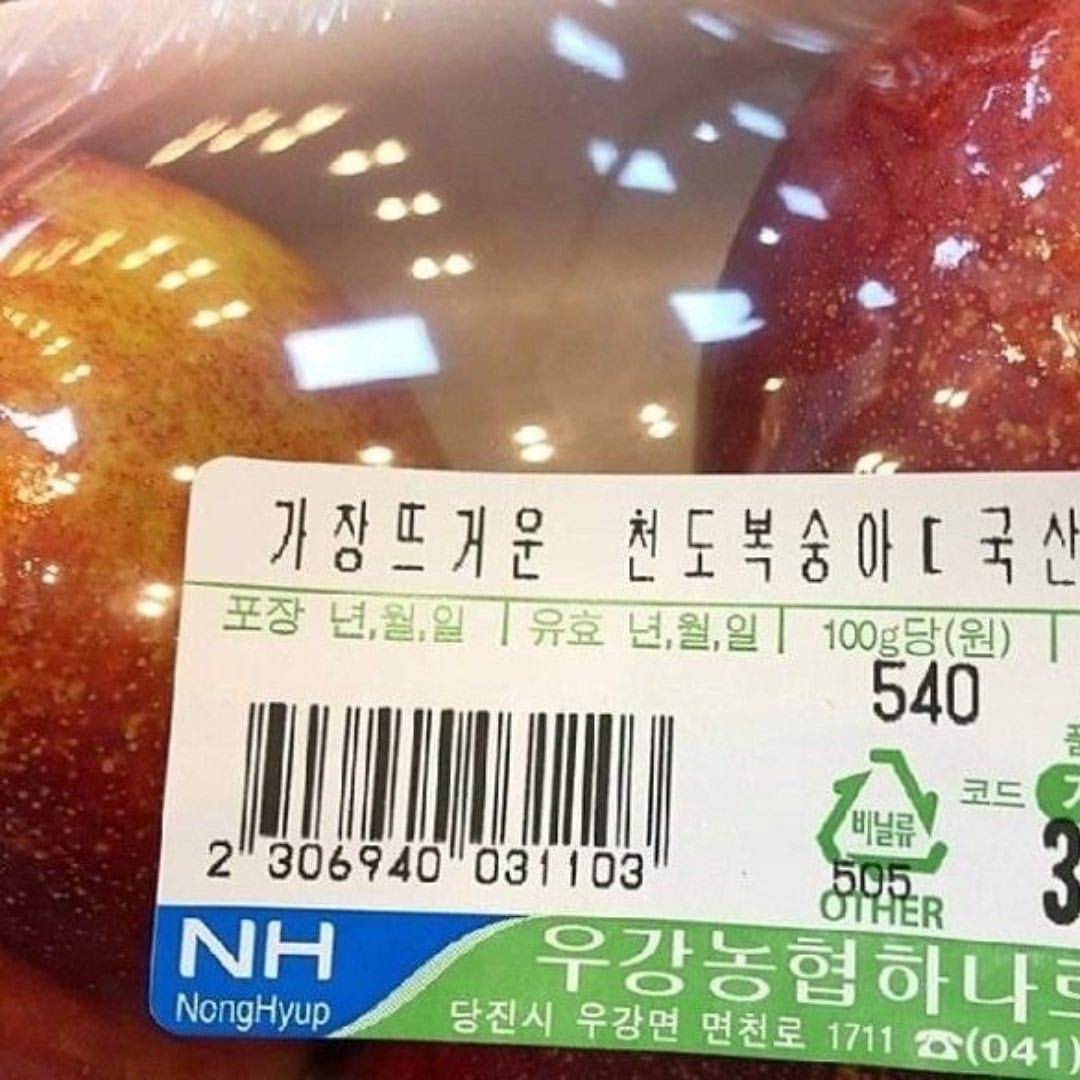 가장뜨거운 천도복숭아[국산
포장 년,월,일 유효 년,월,일 100g당(원)
540
코드
비닐류
2 306940 031103
505
OTHER
NH
NongHyup
우강농협하나
당진시 우강면 면천로 1711 ☎(041)